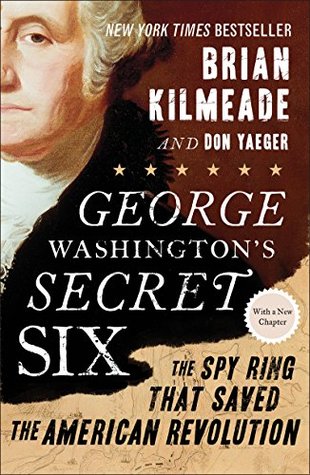 NEW YORK TIMES BESTSELLER
BRIAN
KILMEADE
AND DON YAEGER
GEORGE
WASHINGTON'S
SECRET
SIX
With a New
Chapter
THE SPY RING
THAT SAVED
THE AMERICAN REVOLUTION